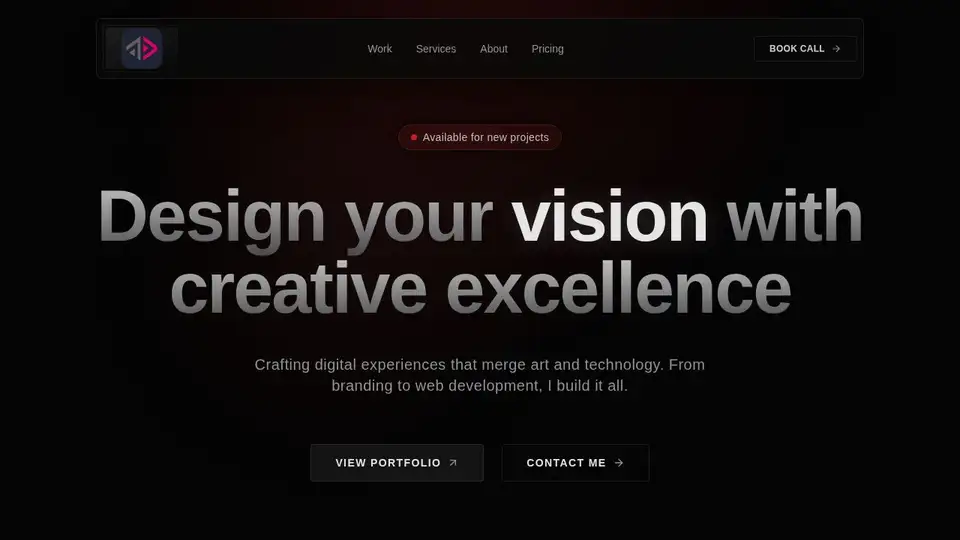 Work
Services
About
Pricing
BOOK CALL
Available for new projects
Design your vision with
creative excellence
Crafting digital experiences that merge art and technology. From
branding to web development, I build it all.
VIEW PORTFOLIO
CONTACT ME